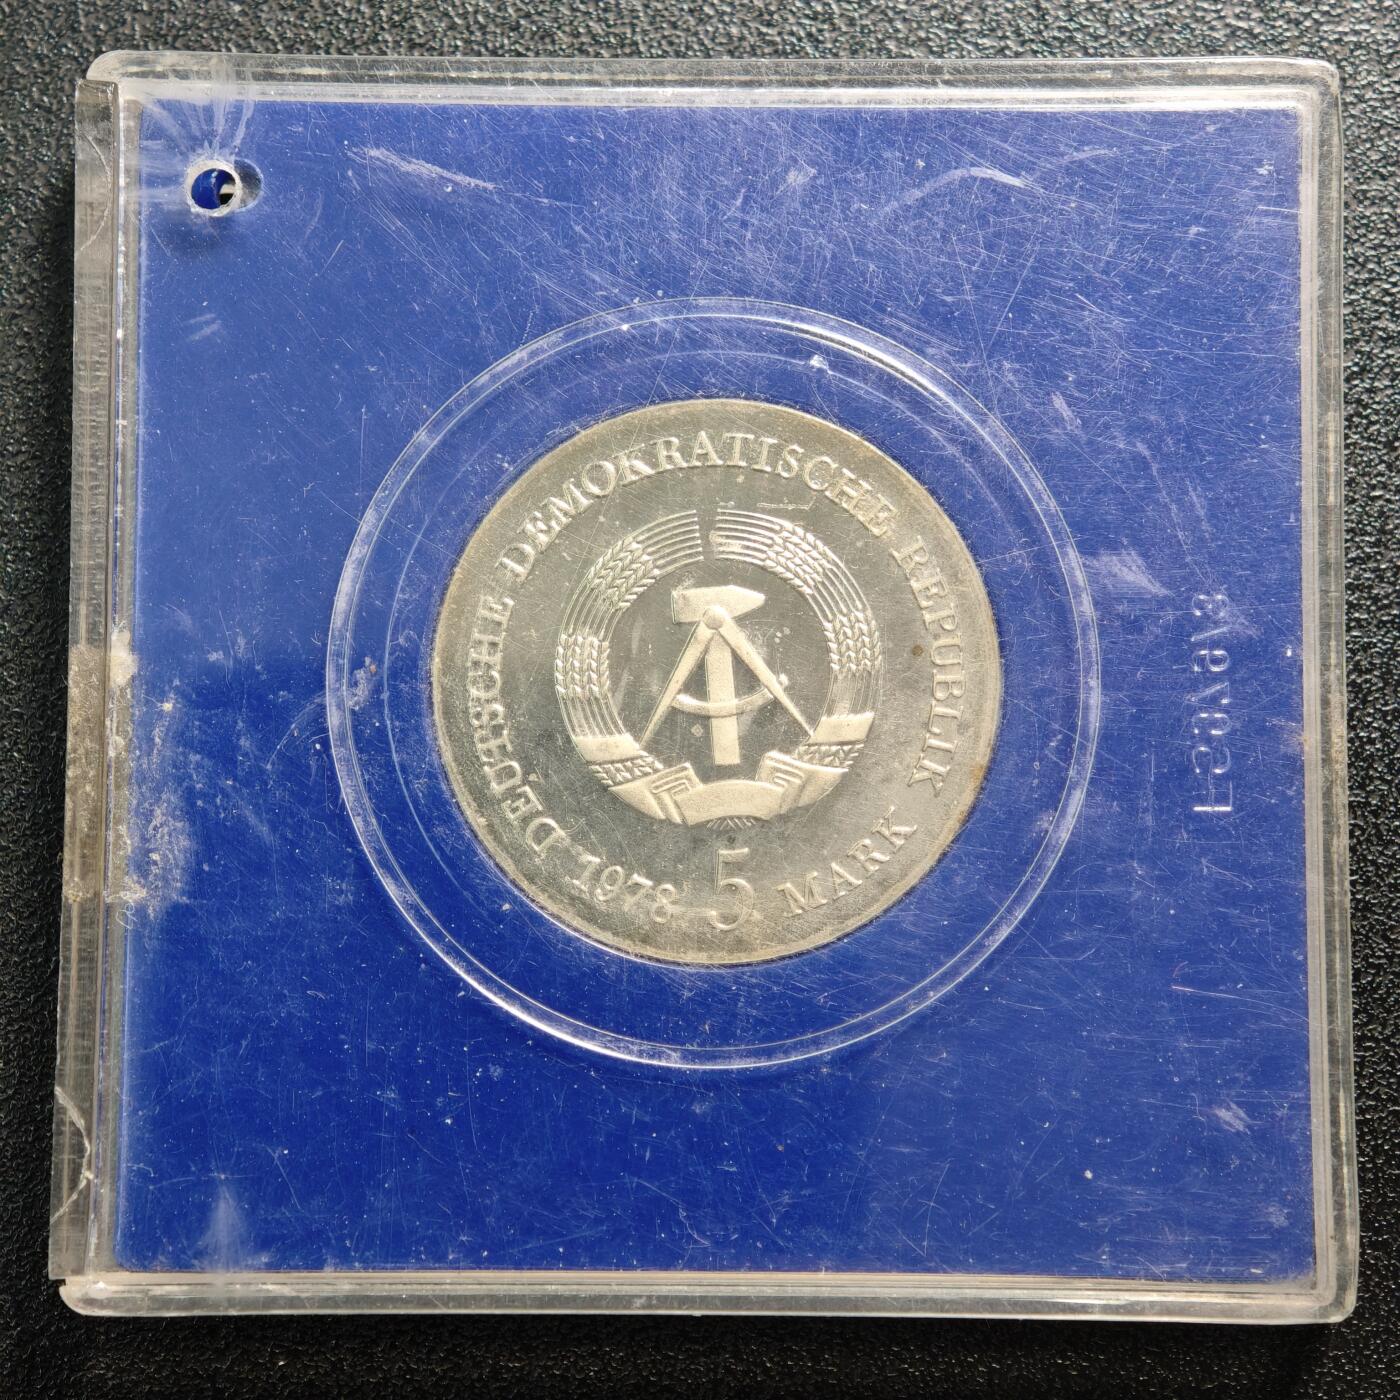 DEUTSCHE DEMOKRATISCHE REPUBLIK
1978 5 MARK